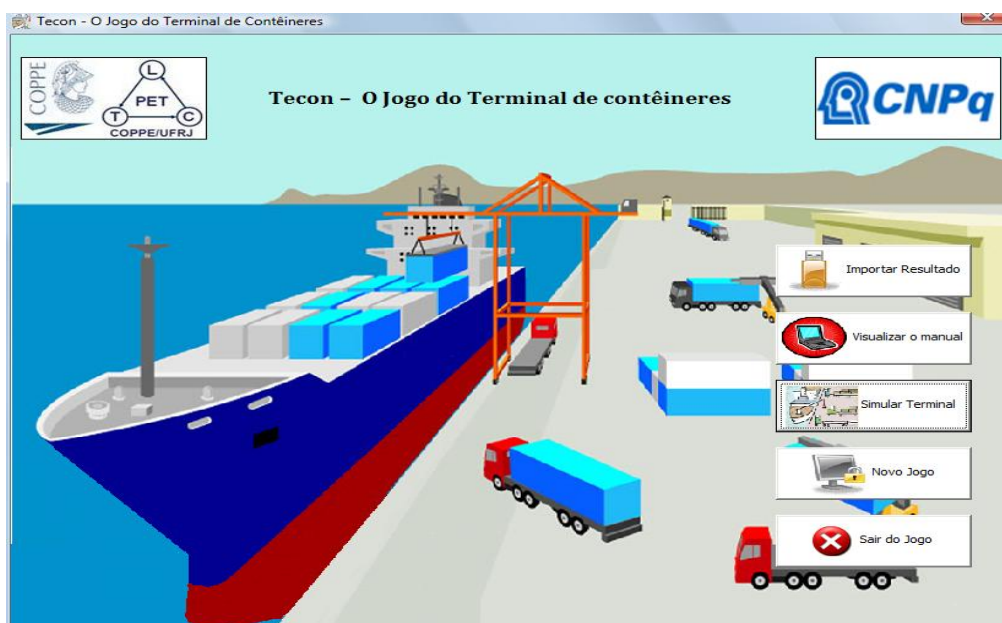 Tecon - O Jogo do Terminal de Contêineres
COPPE
L
PET
T
C
COPPE/UFRJ
Tecon – O Jogo do Terminal de contêineres
CNPq
Importar Resultado
Visualizar o manual
Simular Terminal
Novo Jogo
Sair do Jogo